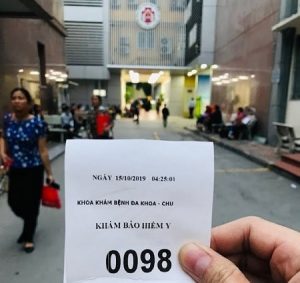 NGÀY 15/10/2019 04:25:01
KHOA KHÁM BỆNH ĐA KHOA - CHU
KHÁM BẢO HIỂM Y
0098